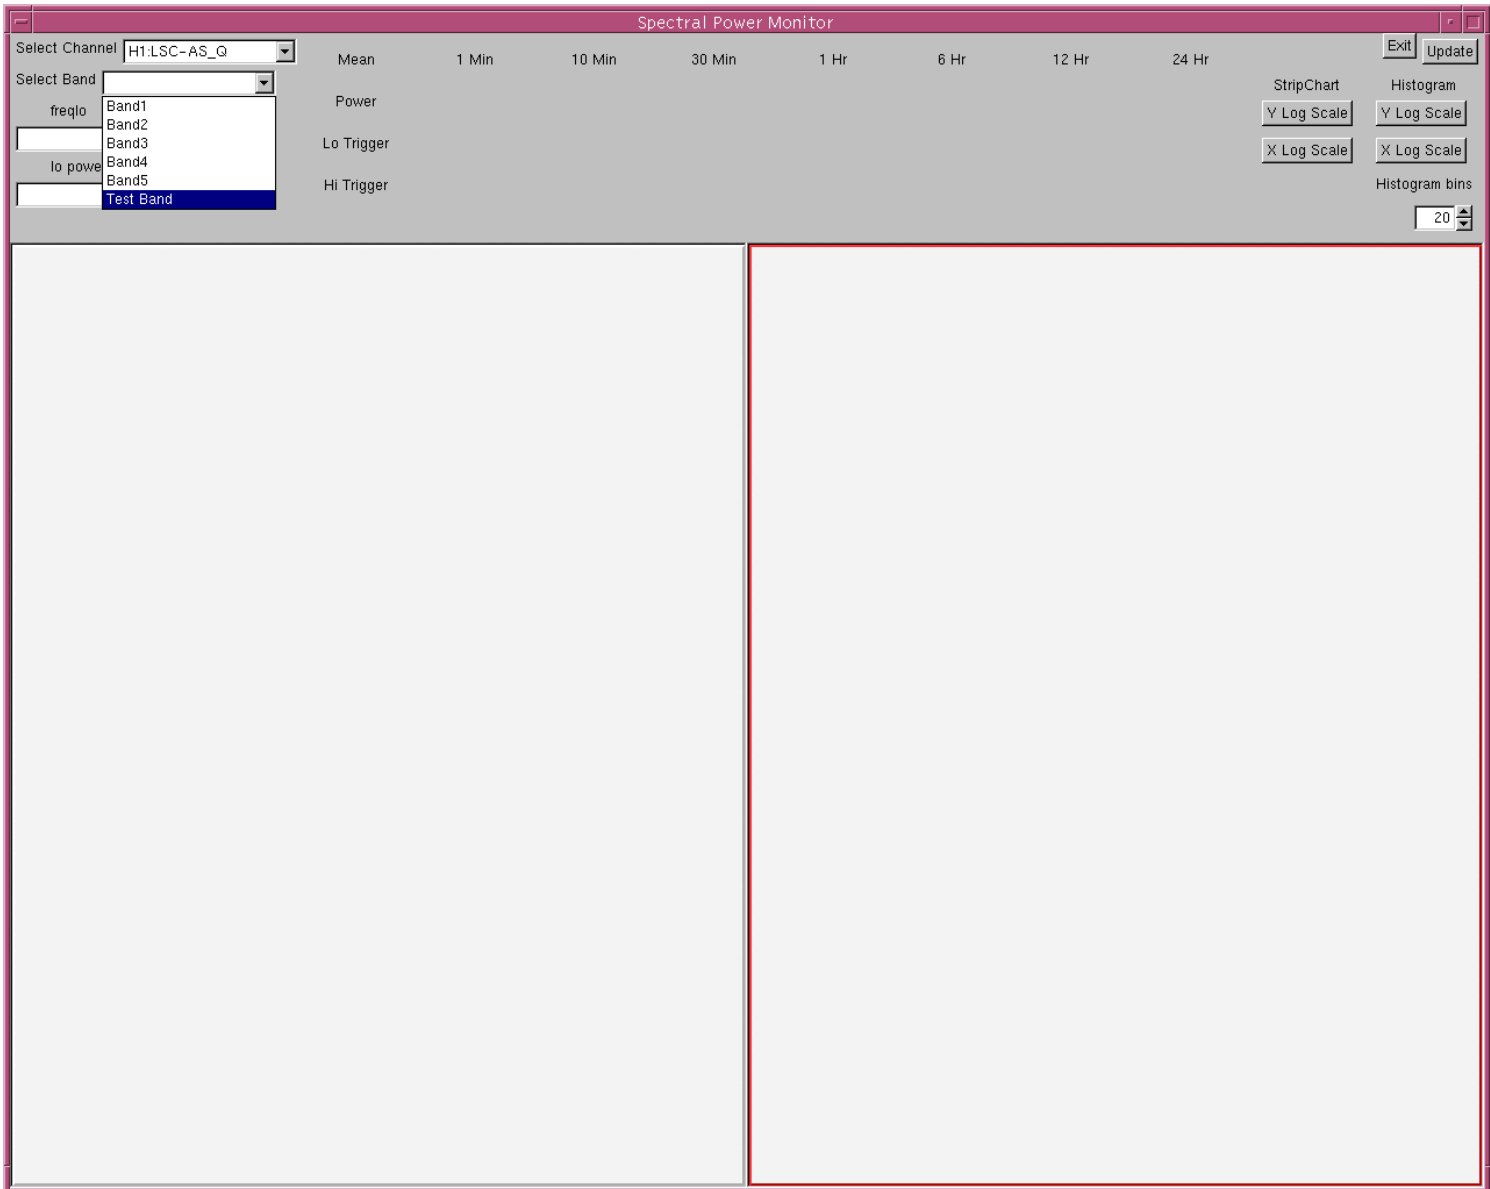 Spectral Power Monitor
Select Channel H1:LSC-AS_Q
Mean 1 Min 10 Min 30 Min 1 Hr 6 Hr 12 Hr 24 Hr
Exit Update
Select Band
StripChart Histogram
freqlo
Band1
Band2
Band3
Band4
Band5
Test Band
lo powe
Power
Lo Trigger
Hi Trigger
Y Log Scale Y Log Scale
X Log Scale X Log Scale
Histogram bins
20